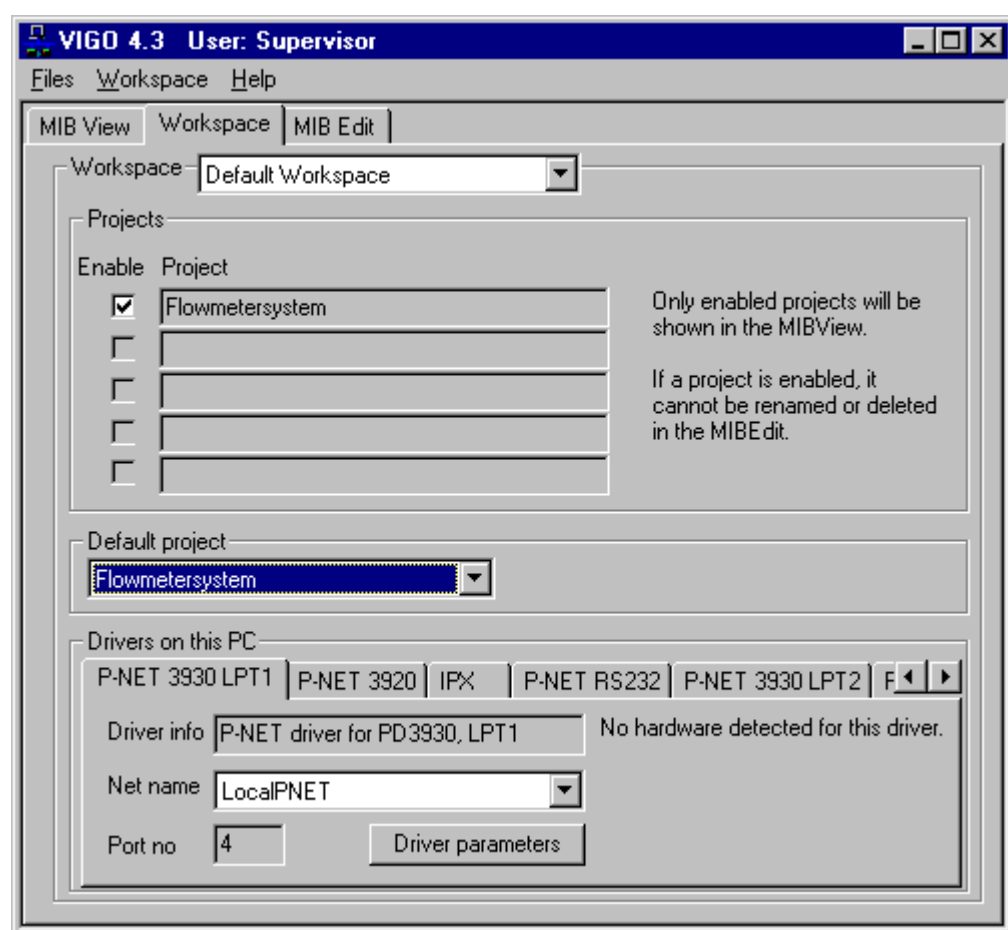 VIGO 4.3 User: Supervisor
Files Workspace Help
MIB View Workspace MIB Edit
Workspace Default Workspace
Projects
Enable Project
Flowmetersystem
Only enabled projects will be
shown in the MIBView.
If a project is enabled, it
cannot be renamed or deleted
in the MIBEdit.
Default project
Flowmetersystem
Drivers on this PC
P-NET 3930 LPT1 P-NET 3920 IPX P-NET RS232 P-NET 3930 LPT2
Driver info P-NET driver for PD3930, LPT1 No hardware detected for this driver.
Net name LocalPNET
Port no 4 Driver parameters